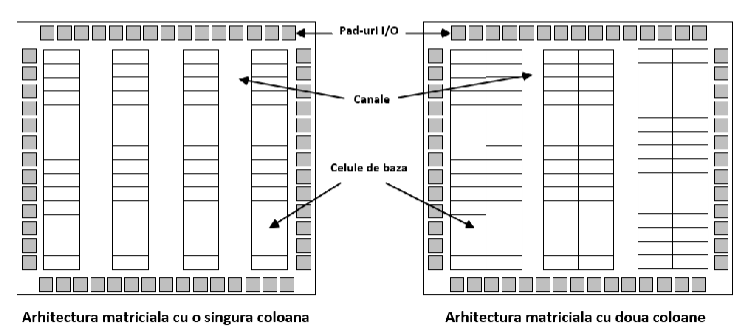 Pad-uri I/O
Canale
Celule de baza
Arhitectura matriciala cu o singura coloana
Arhitectura matriciala cu doua coloane